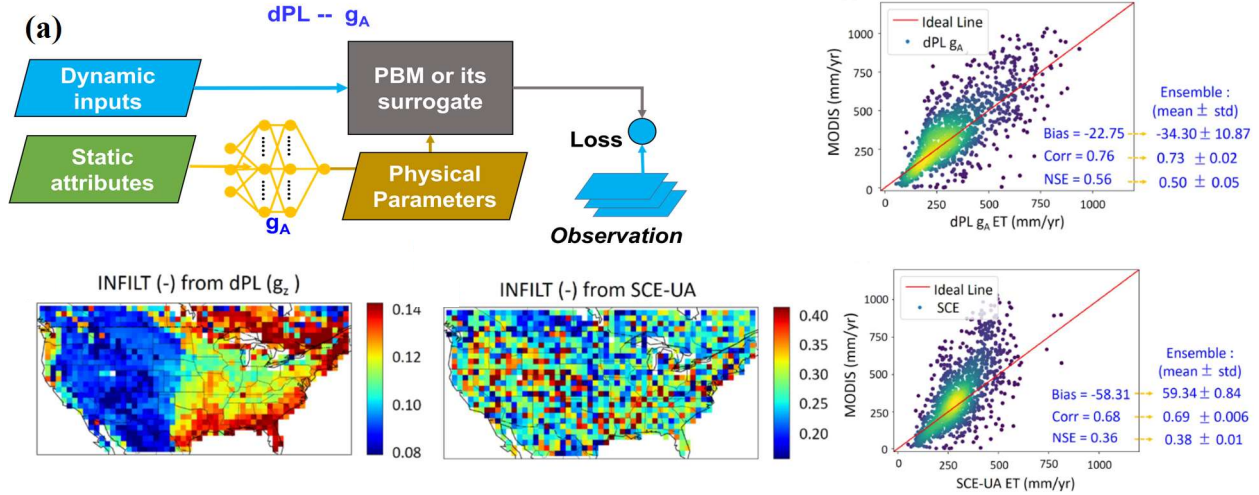 (a)
dPL -- gA
Dynamic
inputs
PBM or its
surrogate
Static
attributes
gA
Physical
Parameters
Loss
Observation
Ideal Line
dPL gA
MODIS (mm/yr)
1000
750
500
250
0
0
250
500
750
1000
dPL gA ET (mm/yr)
Ensemble :
(mean ± std)
Bias = -22.75
-34.30 ± 10.87
Corr = 0.76
0.73 ± 0.02
NSE = 0.56
0.50 ± 0.05
INFILT (-) from dPL (gz )
0.14
0.12
0.10
0.08
INFILT (-) from SCE-UA
0.40
0.35
0.30
0.25
0.20
Ideal Line
SCE
MODIS (mm/yr)
1000
750
500
250
0
0
250
500
750
1000
SCE-UA ET (mm/yr)
Ensemble :
(mean ± std)
Bias = -58.31
59.34 ± 0.84
Corr = 0.68
0.69 ± 0.006
NSE = 0.36
0.38 ± 0.01